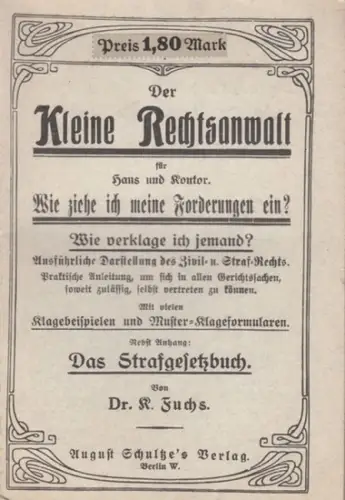 Preis 1,80 Mark
Der
Kleine Rechtsanwalt
für
Haus und Kontor.
Wie ziehe ich meine Forderungen ein?
Wie verklage ich jemand?
Ausführliche Darstellung des Zivil- u. Straf-Rechts.
Praktische Anleitung, um sich in allen Gerichtssachen,
soweit zulässig, selbst vertreten zu können.
Mit vielen
Klagebeispielen und Muster-Klageformularen.
Nebst Anhang:
Das Strafgesetzbuch.
Von
Dr. K. Fuchs.
August Schultze's Verlag.
Berlin W.